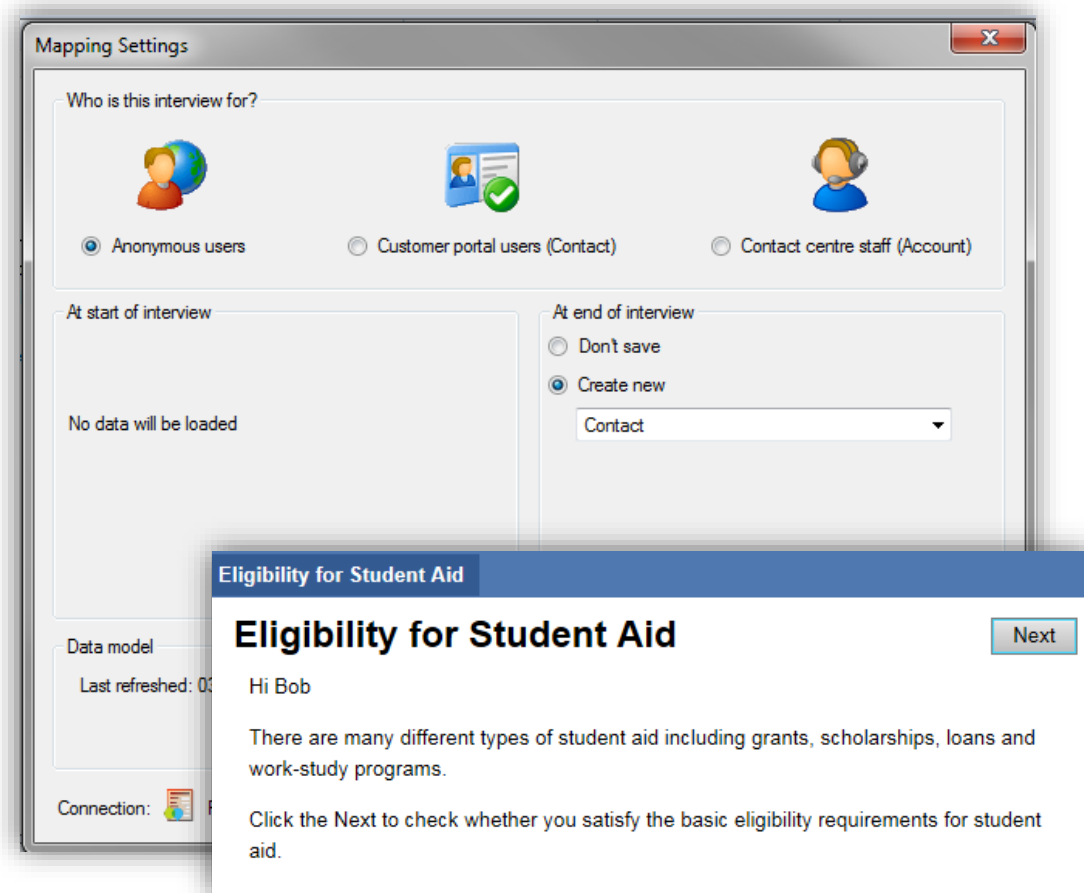 Mapping Settings
Who is this interview for?
Anonymous users
Customer portal users (Contact)
Contact centre staff (Account)
At start of interview
No data will be loaded
At end of interview
Don't save
Create new
Contact
Data model
Last refreshed:
Connection:
Eligibility for Student Aid
Eligibility for Student Aid
Next
Hi Bob
There are many different types of student aid including grants, scholarships, loans and
work-study programs.
Click the Next to check whether you satisfy the basic eligibility requirements for student
aid.